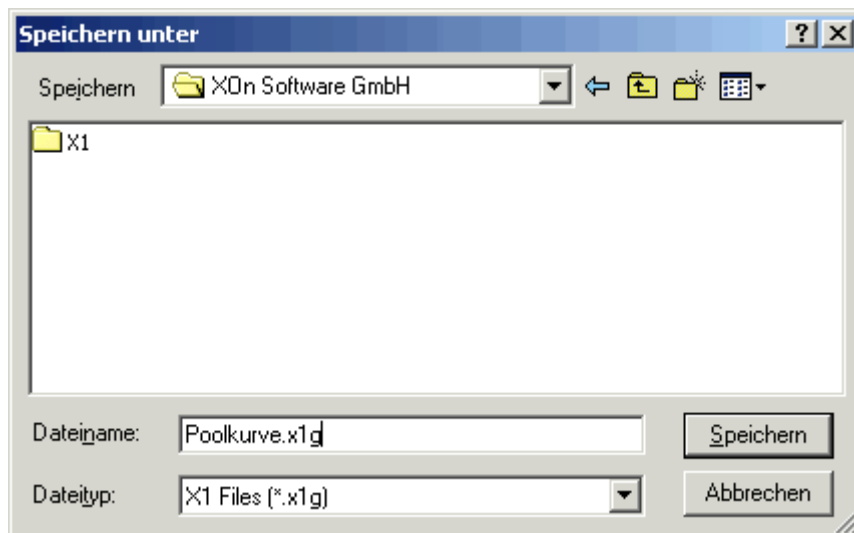 Speichern unter
Speichern XOn Software GmbH
X1
Dateiname: Poolkurve.x1g Speichern
Dateityp: X1 Files (*.x1g) Abbrechen